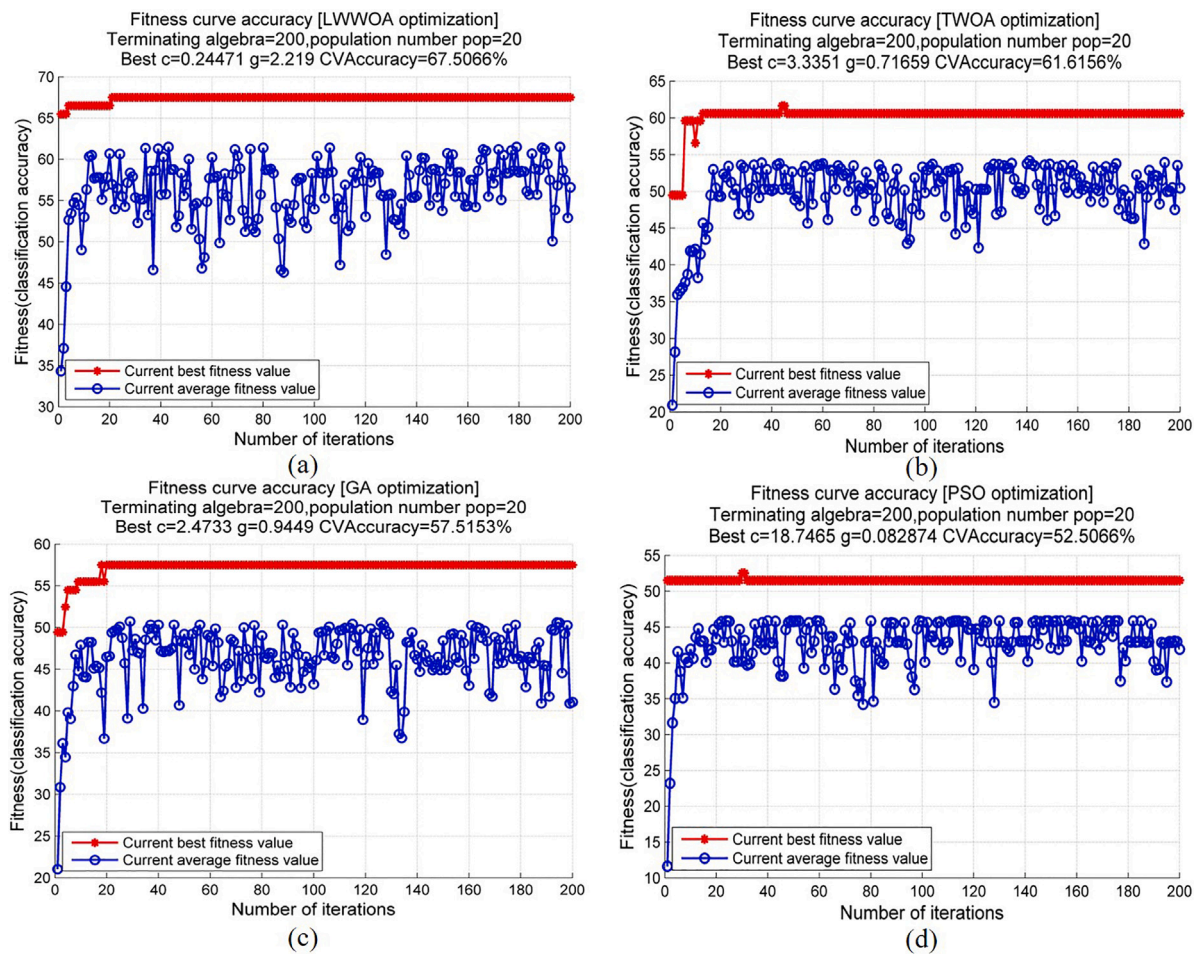 Fitness curve accuracy [LWWOA optimization]
Terminating algebra=200,population number pop=20
Best c=0.24471 g=2.219 CVAccuracy=67.5066%
70
65
60
55
50
45
40
35
30
Fitness(classification accuracy)
Current best fitness value
Current average fitness value
0 20 40 60 80 100 120 140 160 180 200
Number of iterations
(a)
Fitness curve accuracy [TWOA optimization]
Terminating algebra=200,population number pop=20
Best c=3.3351 g=0.71659 CVAccuracy=61.6156%
65
60
55
50
45
40
35
30
25
20
Fitness(classification accuracy)
Current best fitness value
Current average fitness value
0 20 40 60 80 100 120 140 160 180 200
Number of iterations
(b)
Fitness curve accuracy [GA optimization]
Terminating algebra=200,population number pop=20
Best c=2.4733 g=0.9449 CVAccuracy=57.5153%
60
55
50
45
40
35
30
25
20
Fitness(classification accuracy)
Current best fitness value
Current average fitness value
0 20 40 60 80 100 120 140 160 180 200
Number of iterations
(c)
Fitness curve accuracy [PSO optimization]
Terminating algebra=200,population number pop=20
Best c=18.7465 g=0.082874 CVAccuracy=52.5066%
55
50
45
40
35
30
25
20
15
10
Fitness(classification accuracy)
Current best fitness value
Current average fitness value
0 20 40 60 80 100 120 140 160 180 200
Number of iterations
(d)